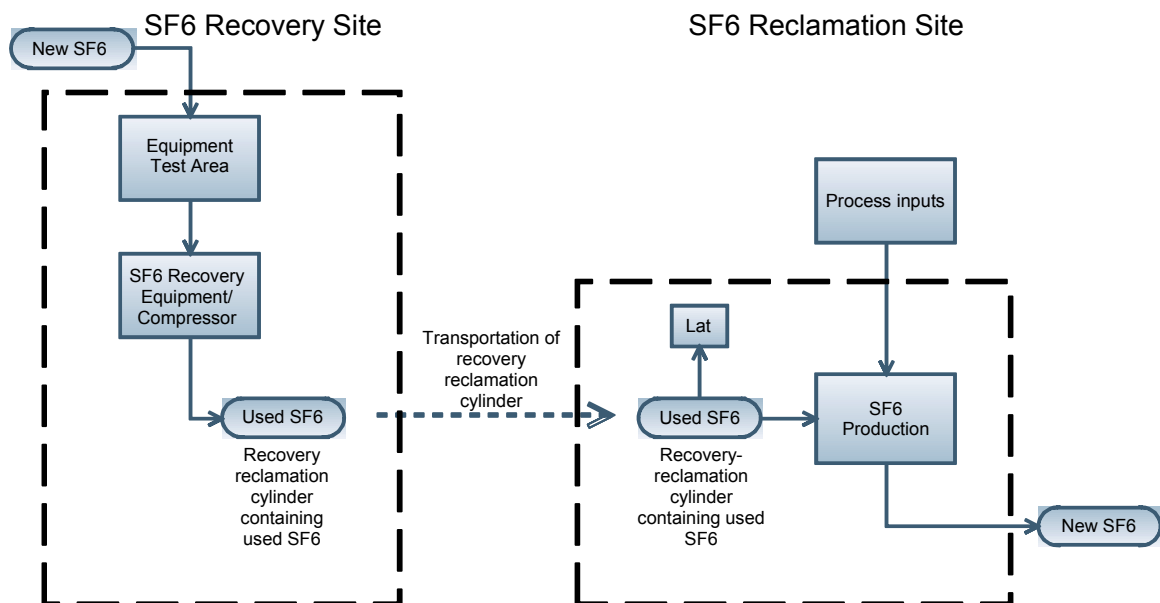 SF6 Recovery Site
SF6 Reclamation Site
New SF6
Equipment
Test Area
Process inputs
SF6 Recovery
Equipment/
Compressor
Transportation of
recovery
reclamation
cylinder
Lat
Used SF6
Recovery
reclamation
cylinder
containing
used SF6
Used SF6
Recovery-
reclamation
cylinder
containing used
SF6
SF6
Production
New SF6